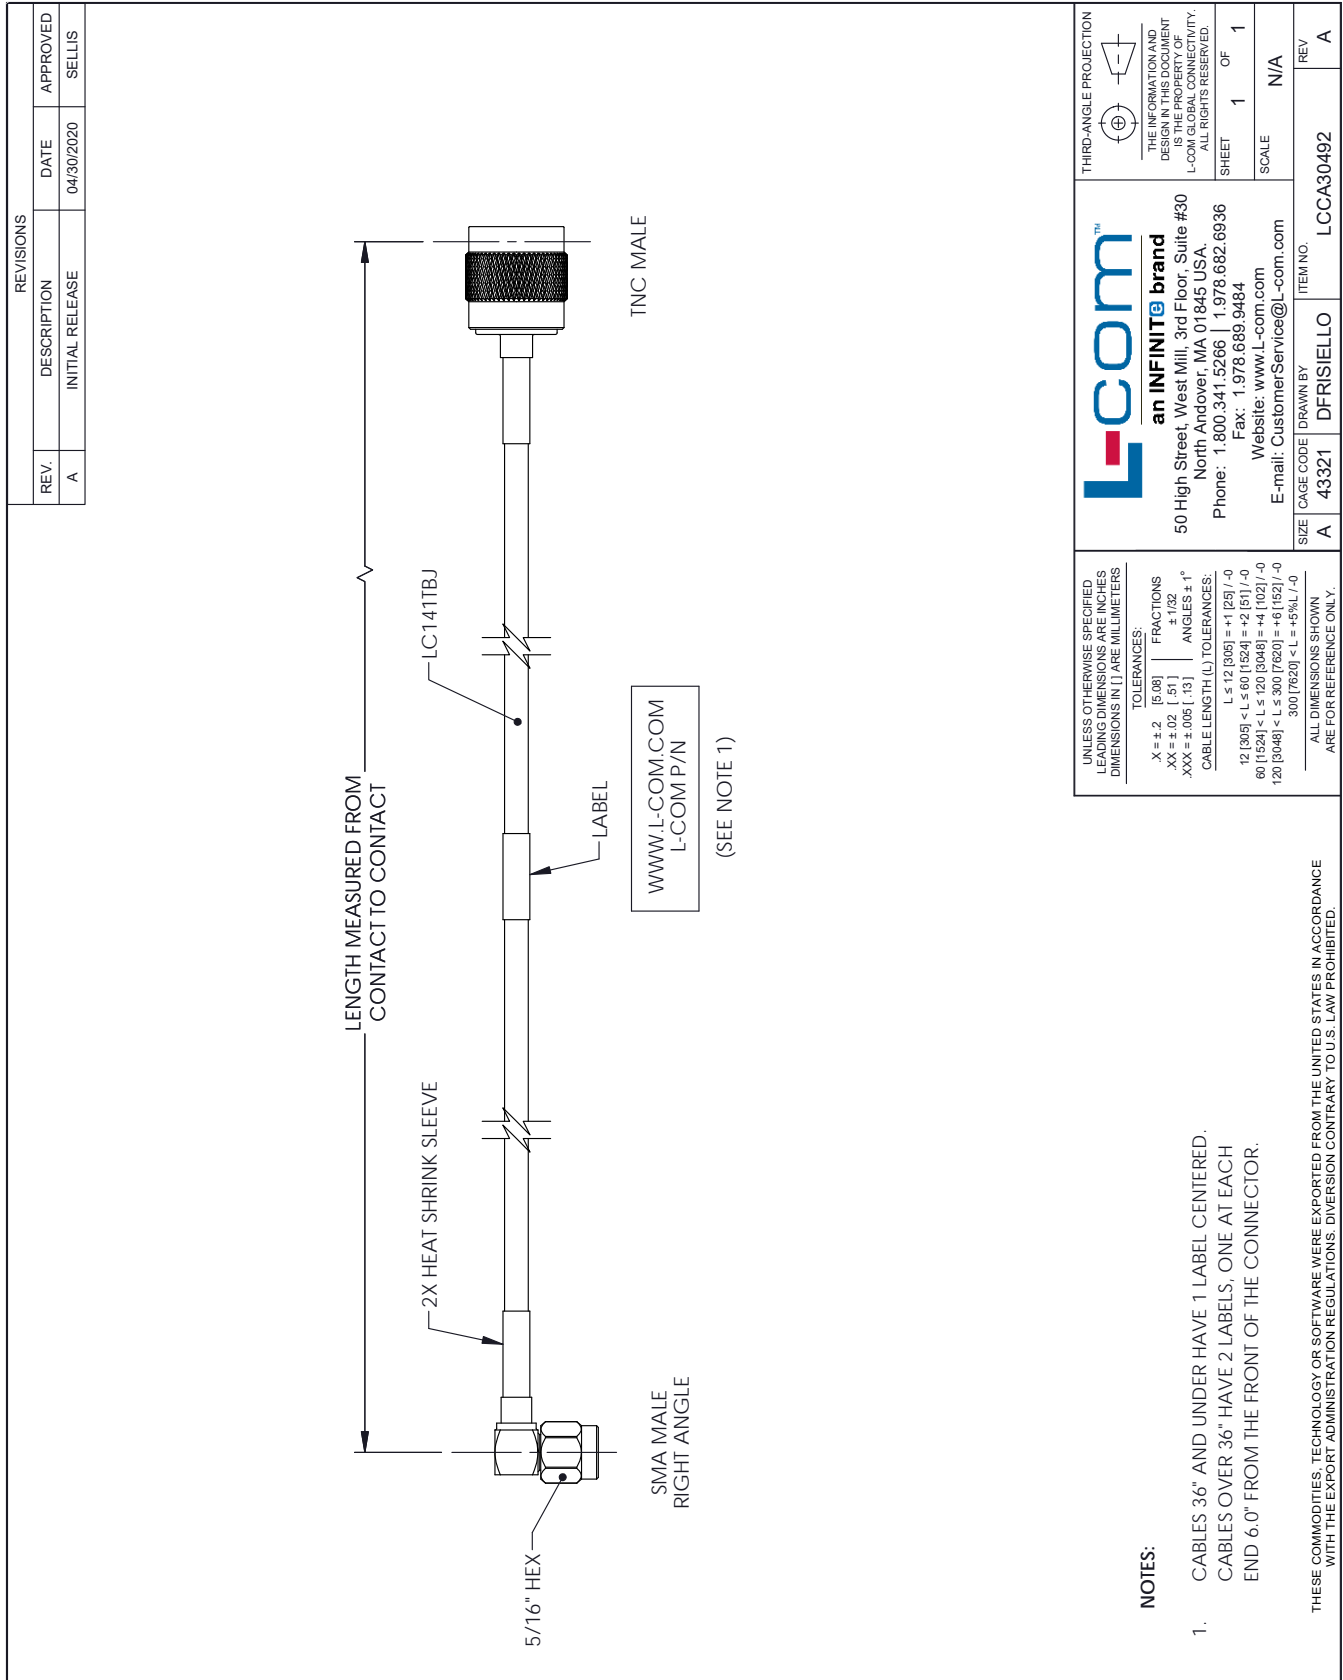 REVISIONS
REV. DESCRIPTION DATE APPROVED
A INITIAL RELEASE 04/30/2020 SELLIS
LENGTH MEASURED FROM
CONTACT TO CONTACT
2X HEAT SHRINK SLEEVE
LC141TBJ
5/16" HEX
LABEL
SMA MALE
RIGHT ANGLE
TNC MALE
WWW.L-COM.COM
L-COM P/N
(SEE NOTE 1)
NOTES:
1. CABLES 36" AND UNDER HAVE 1 LABEL CENTERED.
CABLES OVER 36" HAVE 2 LABELS, ONE AT EACH
END 6.0" FROM THE FRONT OF THE CONNECTOR.
THESE COMMODITIES, TECHNOLOGY OR SOFTWARE WERE EXPORTED FROM THE UNITED STATES IN ACCORDANCE
WITH THE EXPORT ADMINISTRATION REGULATIONS. DIVERSION CONTRARY TO U.S. LAW PROHIBITED.
UNLESS OTHERWISE SPECIFIED
LEADING DIMENSIONS ARE INCHES
DIMENSIONS IN [ ] ARE MILLIMETERS
TOLERANCES:
.X = ± .2 [5.08] FRACTIONS
.XX = ± .02 [ .51 ] ± 1/32
.XXX = ± .005 [ .13 ] ANGLES ± 1°
CABLE LENGTH (L) TOLERANCES:
L ≤ 12 [305] = +1 [25] / -0
12 [305] < L ≤ 60 [1524] = +2 [51] / -0
60 [1524] < L ≤ 120 [3048] = +4 [102] / -0
120 [3048] < L ≤ 300 [7620] = +6 [152] / -0
300 [7620] < L = +5%L / -0
ALL DIMENSIONS SHOWN
ARE FOR REFERENCE ONLY.
L-com™
an INFINITe brand
50 High Street, West Mill, 3rd Floor, Suite #30
North Andover, MA 01845 USA.
Phone: 1.800.341.5266 | 1.978.682.6936
Fax: 1.978.689.9484
Website: www.L-com.com
E-mail: CustomerService@L-com.com
THIRD-ANGLE PROJECTION
THE INFORMATION AND
DESIGN IN THIS DOCUMENT
IS THE PROPERTY OF
L-COM GLOBAL CONNECTIVITY.
ALL RIGHTS RESERVED.
SHEET 1 OF 1
SCALE N/A
SIZE CAGE CODE DRAWN BY ITEM NO. REV
A 43321 DFRISIELLO LCCA30492 A